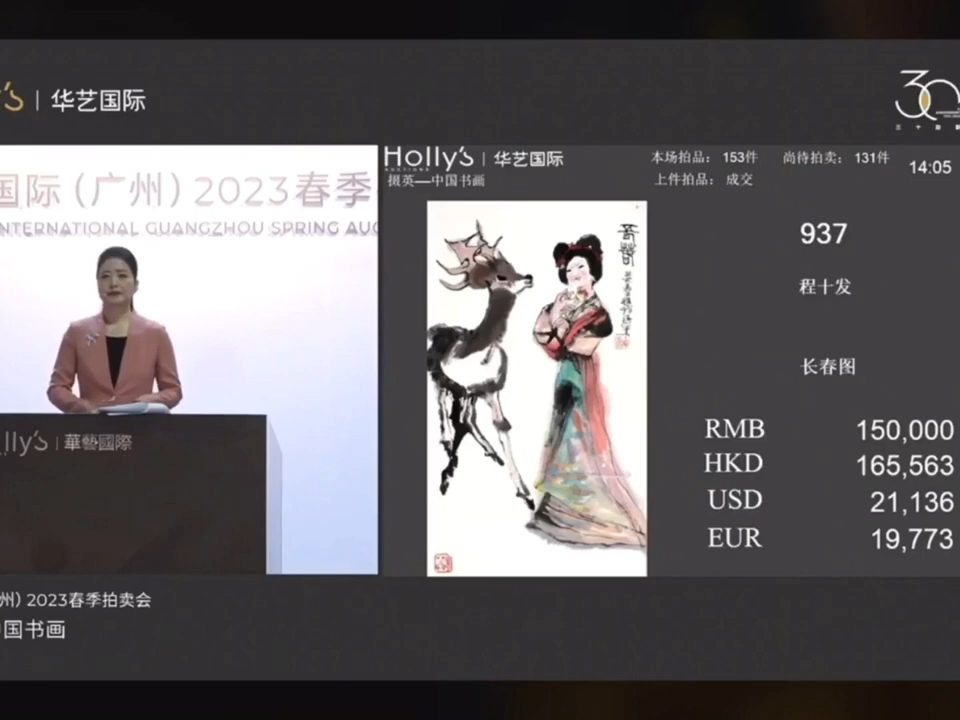 's | 华艺国际
30
国际（广州）2023春季
NTERNATIONAL GUANGZHOU SPRING AUC
lly's | 華藝國際
州）2023春季拍卖会
中国书画
Holly's | 华艺国际
撷英—中国书画
本场拍品： 153件
尚待拍卖： 131件
上件拍品： 成交
14:05
937
程十发
长春图
RMB 150,000
HKD 165,563
USD 21,136
EUR 19,773